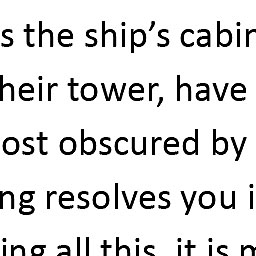 s the ship’s cabin
heir tower, have
ost obscured by
ng resolves you i
ing all this, it is m